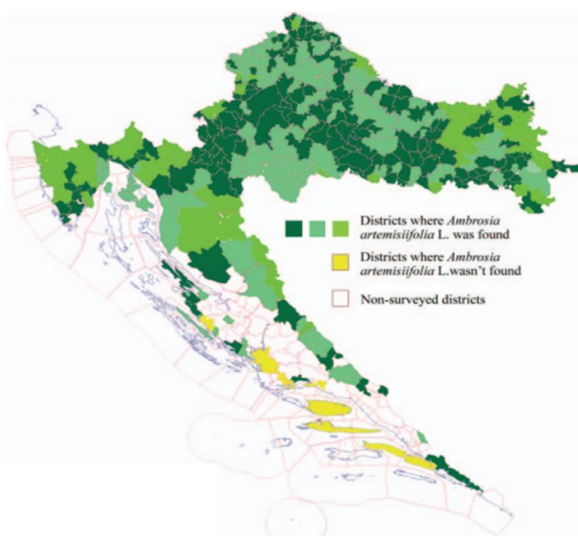 Districts where Ambrosia
artemisiifolia L. was found
Districts where Ambrosia
artemisiifolia L.wasn't found
Non-surveyed districts